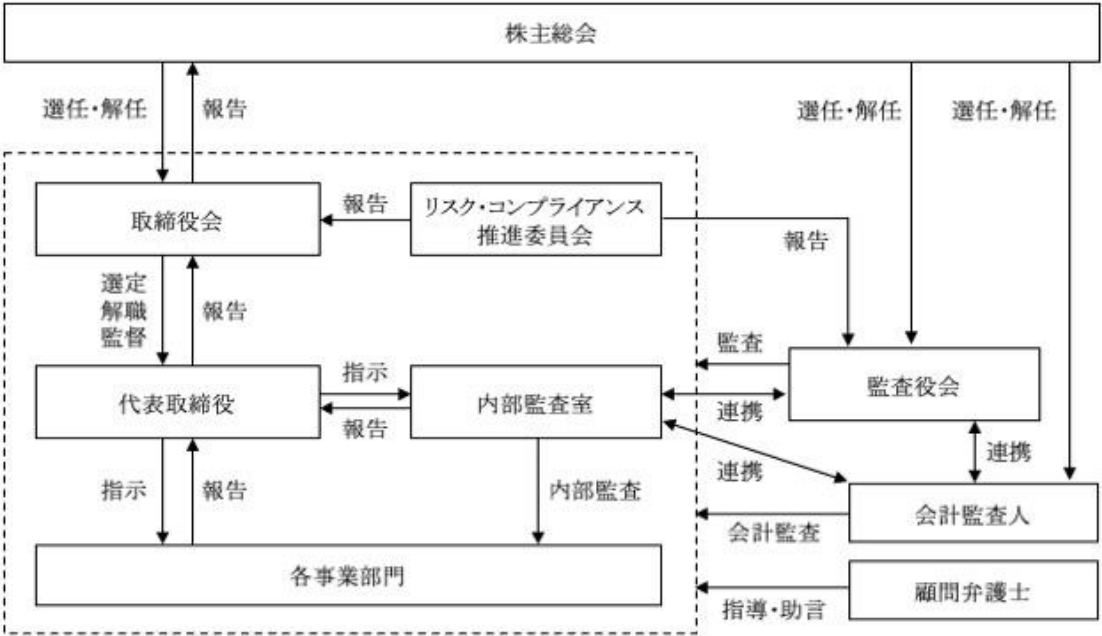 株主総会
選任・解任
報告
選任・解任
選任・解任
取締役会
報告
リスク・コンプライアンス
推進委員会
報告
選定
解職
監督
報告
監査
代表取締役
指示
報告
内部監査室
連携
監査役会
連携
連携
指示
報告
内部監査
会計監査
会計監査人
各事業部門
指導・助言
顧問弁護士